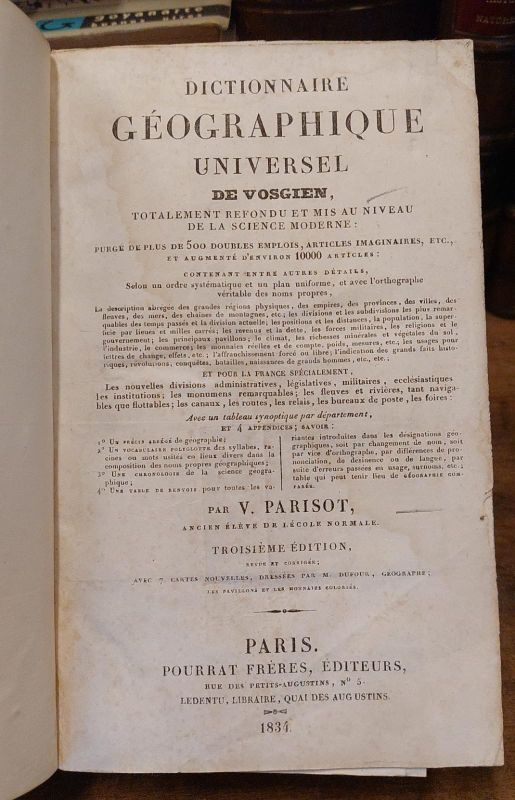 NATURE
DICTIONNAIRE
GÉOGRAPHIQUE
UNIVERSEL
DE VOSGIEN,
TOTALEMENT REFONDU ET MIS AU NIVEAU
DE LA SCIENCE MODERNE:
PURGÉ DE PLUS DE 500 DOUBLES EMPLOIS, ARTICLES IMAGINAIRES, ETC.,
ET AUGMENTÉ D'ENVIRON 10000 ARTICLES:
CONTENANT ENTRE AUTRES DÉTAILS,
Selon un ordre systématique et un plan uniforme, et avec l'orthographe
véritable des noms propres,
La description abrégée des grandes régions physiques, des empires, des provinces, des villes, des
fleuves, des mers, des chaînes de montagnes, etc.; les divisions et les subdivisions les plus remar-
quables des temps passés et la division actuelle; les positions et les distances, la population, la super-
ficie par lieues et milles carrés; les revenus et la dette, les forces militaires, les religions et le
gouvernement; les principaux pavillons; le climat, les richesses minérales et végétales du sol,
l'industrie, le commerce; les monnaies réelles et de compte, poids, mesures, etc.; les usages pour
lettres de change, effets, etc.; l'affranchissement forcé ou libre; l'indication des grands faits histo-
riques, révolutions, conquêtes, batailles, naissances de grands hommes, etc., etc.;
ET POUR LA FRANCE SPÉCIALEMENT,
Les nouvelles divisions administratives, législatives, militaires, ecclésiastiques
les institutions; les monumens remarquables; les fleuves et rivières, tant naviga-
bles que flottables; les canaux, les routes, les relais, les bureaux de poste, les foires:
Avec un tableau synoptique par département,
ET 4 APPENDICES; SAVOIR:
1° UN PRÉCIS ABRÉGÉ de géographie;
2° UN VOCABULAIRE POLYGLOTTE des syllabes, ra-
cines ou mots usités en lieux divers dans la
composition des noms propres géographiques;
3° UNE CHRONOLOGIE de la science géogra-
phique;
4° UNE TABLE DE RENVOIS pour toutes les va-
riantes introduites dans les désignations géo-
graphiques, soit par changement de nom, soit
par vice d'orthographe, par différences de pro-
nonciation, de désinence ou de langue, par
suite d'erreurs passées en usage, surnoms, etc.;
table qui peut tenir lieu de GÉOGRAPHIE COM-
PARÉE.
PAR V. PARISOT,
ANCIEN ÉLÈVE DE L'ÉCOLE NORMALE.
TROISIÈME ÉDITION,
REVUE ET CORRIGÉE;
AVEC 7 CARTES NOUVELLES, DRESSÉES PAR M. DUFOUR, GÉOGRAPHE;
LES PAVILLONS ET LES MONNAIES COLORIÉS.
PARIS.
POURRAT FRÈRES, ÉDITEURS,
RUE DES PETITS-AUGUSTINS, N° 5.
LEDENTU, LIBRAIRE, QUAI DES AUGUSTINS.
1834.